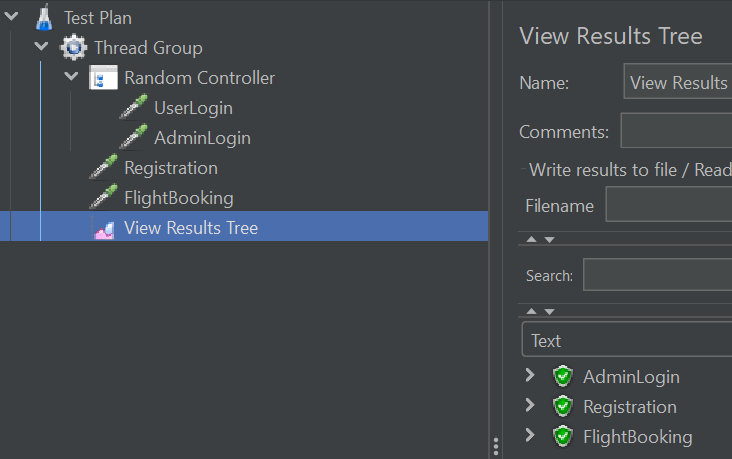 Test Plan
Thread Group
Random Controller
UserLogin
AdminLogin
Registration
FlightBooking
View Results Tree
View Results Tree
Name:
View Results
Comments:
Write results to file / Read
Filename
Search:
Text
AdminLogin
Registration
FlightBooking